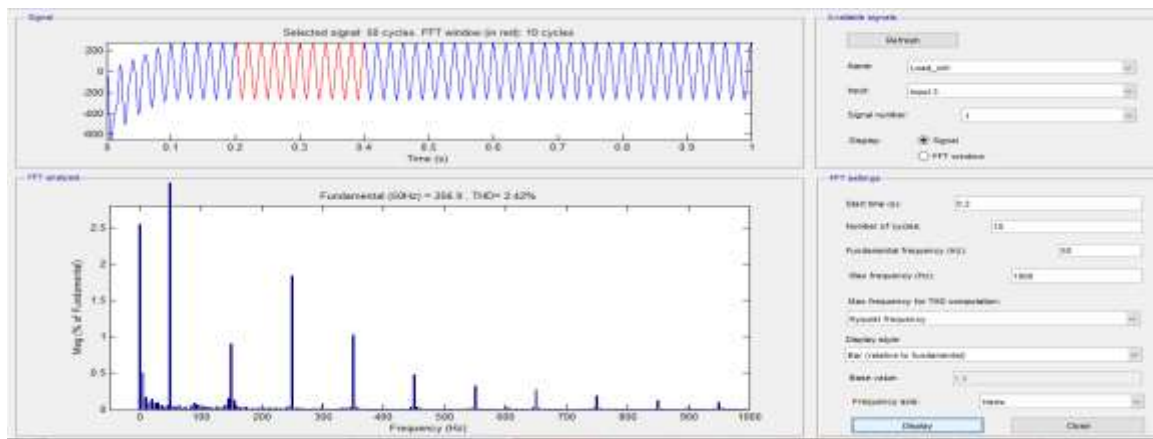 Signal
Selected signal: 50 cycles. FFT window (in red): 10 cycles
200
0
-200
-400
-600
0 0.1 0.2 0.3 0.4 0.5 0.6 0.7 0.8 0.9 1
Time (s)
FFT analysis
Fundamental (50Hz) = 266.9 , THD= 2.42%
2.5
2
1.5
1
0.5
0
Mag (% of Fundamental)
0 100 200 300 400 500 600 700 800 900 1000
Frequency (Hz)
Available signals
Refresh
Name:
Input:
Signal number:
1
Display:
Signal
FFT window
FFT settings
Start time (s):
0.2
Number of cycles:
10
Fundamental frequency (Hz):
50
Max frequency (Hz):
1000
Max frequency for THD computation:
Nyquist frequency
Display style:
Bar (relative to fundamental)
Base value:
1.0
Frequency axis:
Hertz
Display
Close